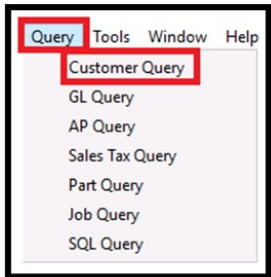 Query Tools Window Help
Customer Query
GL Query
AP Query
Sales Tax Query
Part Query
Job Query
SQL Query